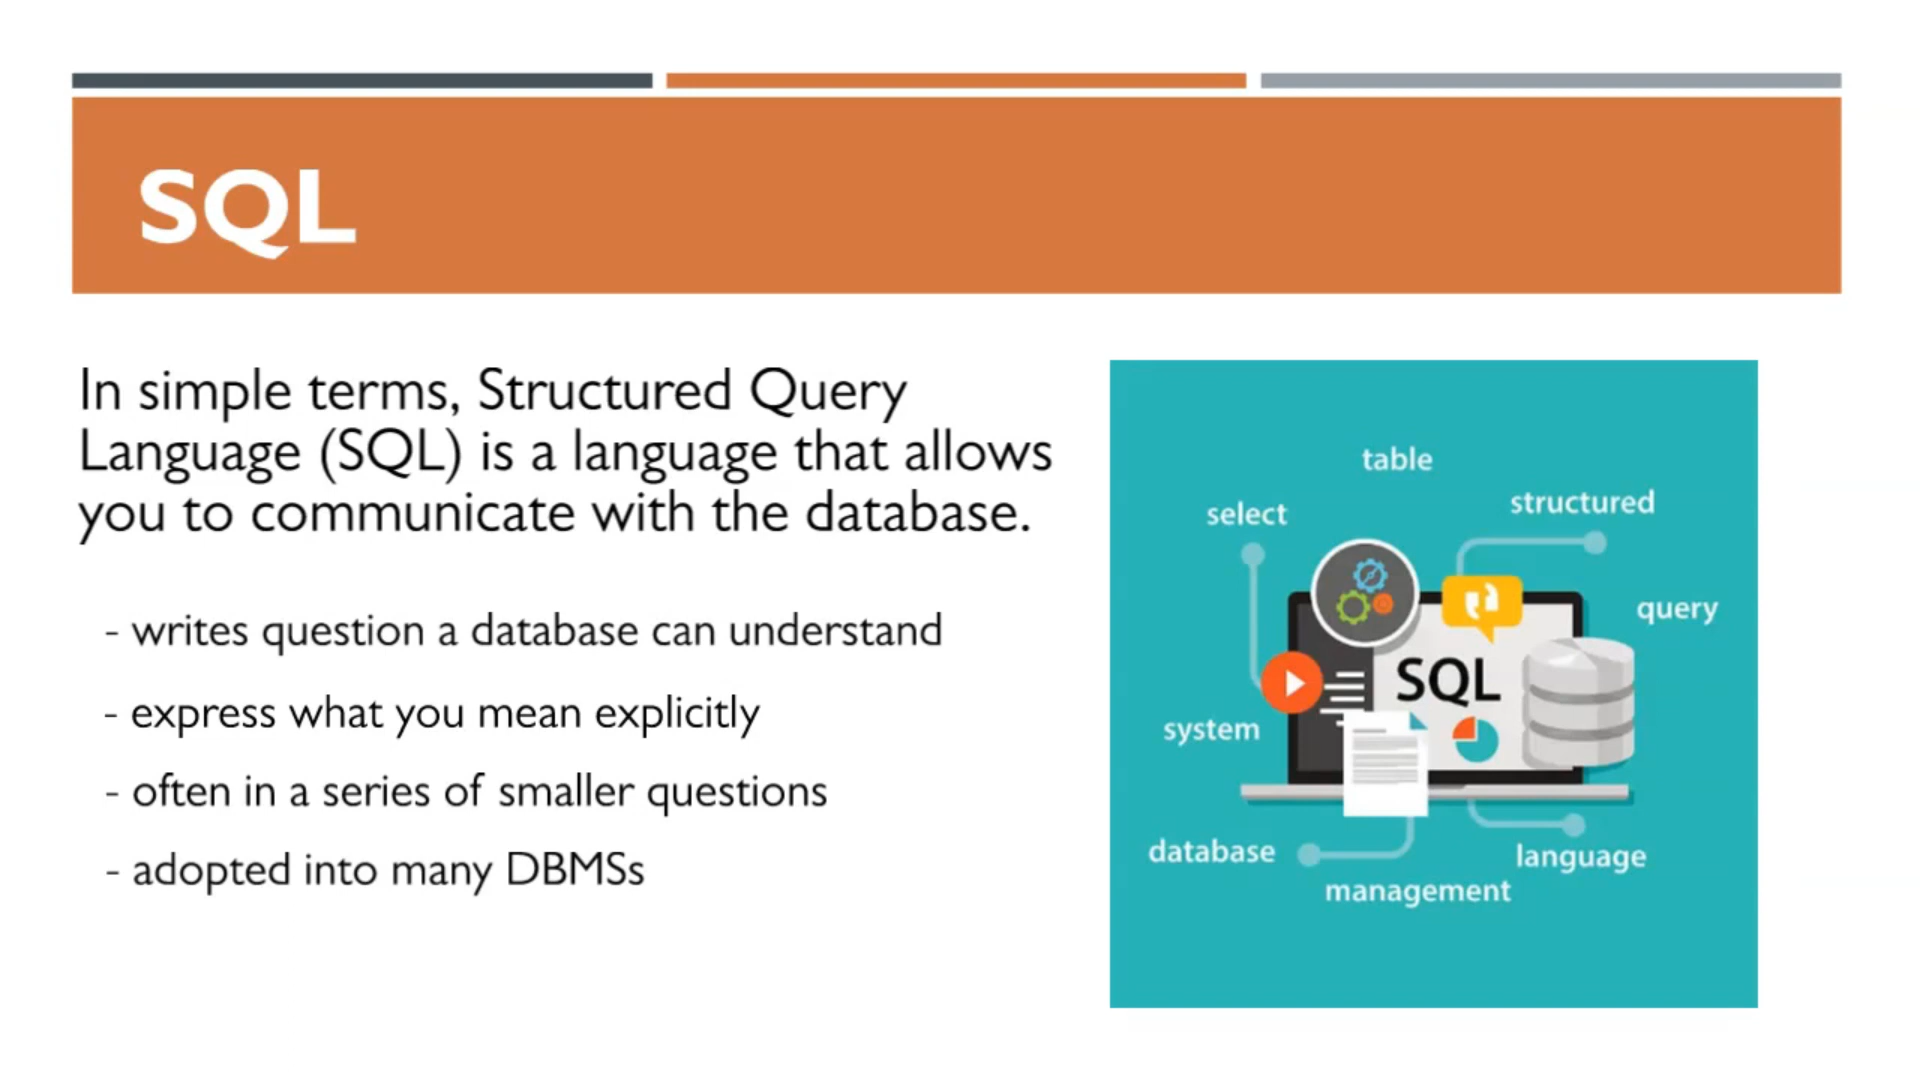 SQL
In simple terms, Structured Query
Language (SQL) is a language that allows
you to communicate with the database.
- writes question a database can understand
- express what you mean explicitly
- often in a series of smaller questions
- adopted into many DBMSs
table
select
structured
query
SQL
system
database
language
management